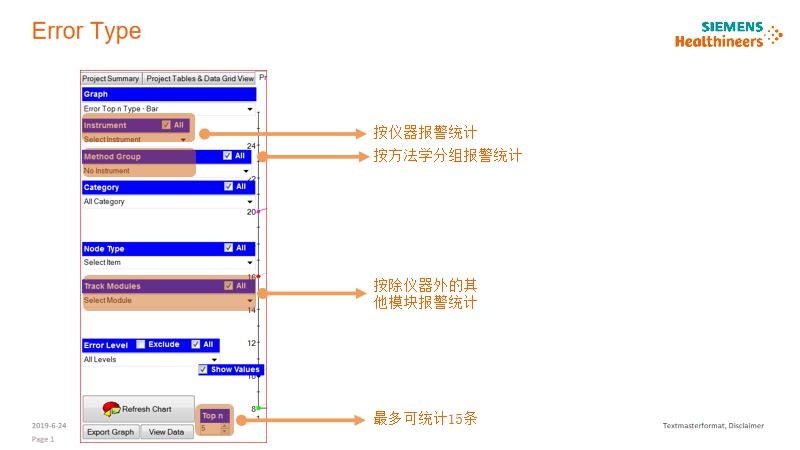 Error Type
SIEMENS
Healthineers
Project Summary
Project Tables & Data Grid View
Pr
Graph
Error Top n Type - Bar
Instrument
All
Select Instrument
24
按仪器报警统计
Method Group
All
按方法学分组报警统计
No Instrument
22
Category
All
All Category
20
Node Type
All
Select Item
16
Track Modules
All
按除仪器外的其
他模块报警统计
Select Module
14
Error Level
Exclude
All
12
All Levels
Show Values
10
Refresh Chart
8
Top n
5
最多可统计15条
Export Graph
View Data
2019-6-24
Page 1
Textmasterformat, Disclaimer